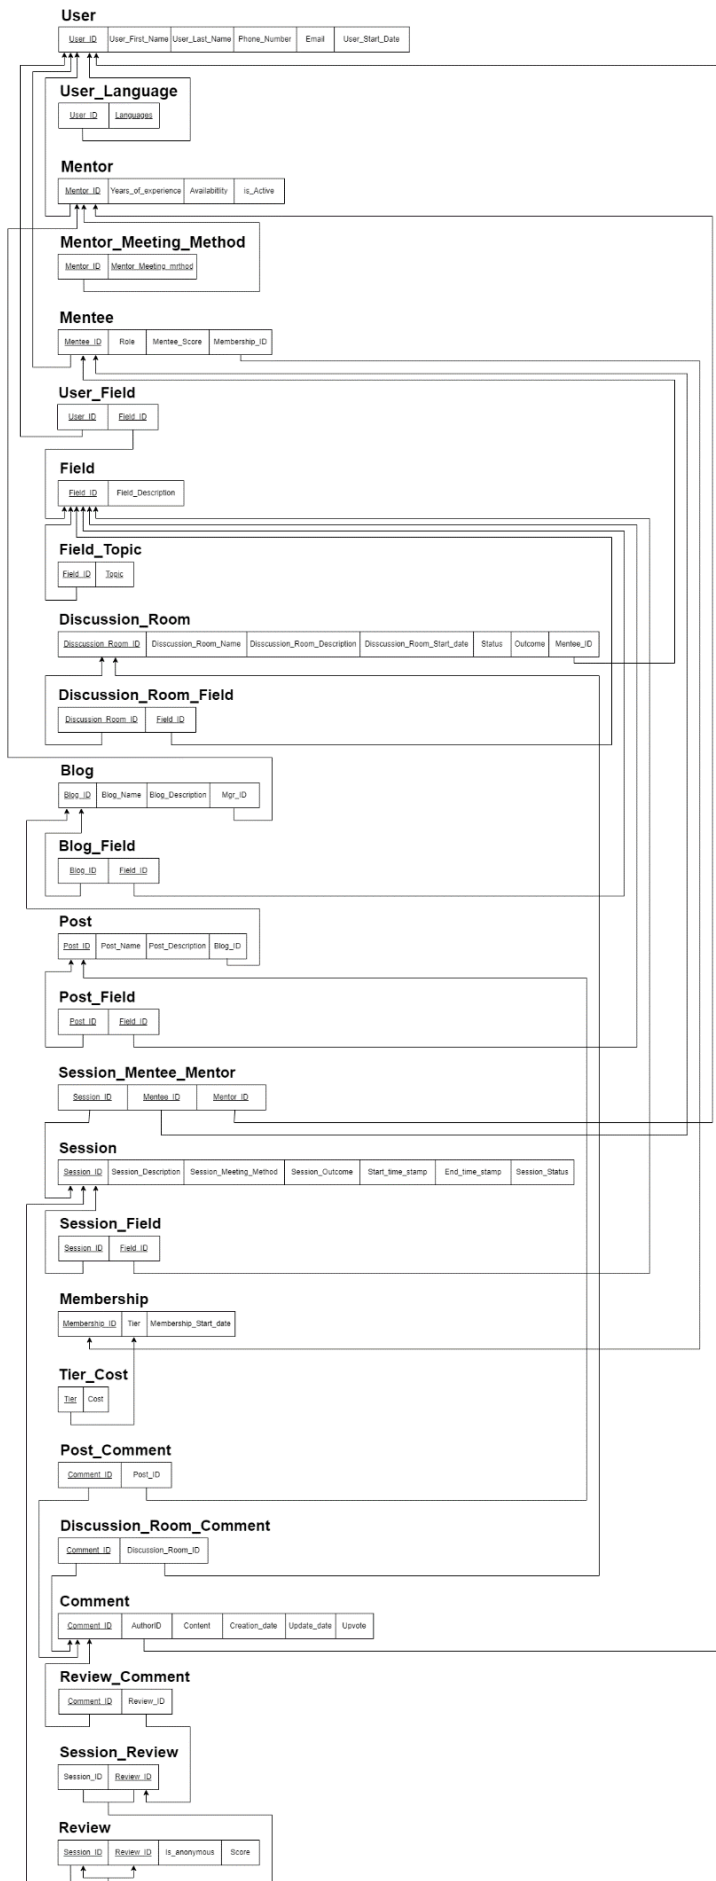 User
User_ID User_First_Name User_Last_Name Phone_Number Email User_Start_Date
User_Language
User_ID Languages
Mentor
Mentor_ID Years_of_experience Availability is_Active
Mentor_Meeting_Method
Mentor_ID Mentor_Meeting_mrthod
Mentee
Mentee_ID Role Mentee_Score Membership_ID
User_Field
User_ID Field_ID
Field
Field_ID Field_Description
Field_Topic
Field_ID Topic
Discussion_Room
Disscussion_Room_ID Disscussion_Room_Name Disscussion_Room_Description Disscussion_Room_Start_date Status Outcome Mentee_ID
Discussion_Room_Field
Discussion_Room_ID Field_ID
Blog
Blog_ID Blog_Name Blog_Description Mgr_ID
Blog_Field
Blog_ID Field_ID
Post
Post_ID Post_Name Post_Description Blog_ID
Post_Field
Post_ID Field_ID
Session_Mentee_Mentor
Session_ID Mentee_ID Mentor_ID
Session
Session_ID Session_Description Session_Meeting_Method Session_Outcome Start_time_stamp End_time_stamp Session_Status
Session_Field
Session_ID Field_ID
Membership
Membership_ID Tier Membership_Start_date
Tier_Cost
Tier Cost
Post_Comment
Comment_ID Post_ID
Discussion_Room_Comment
Comment_ID Discussion_Room_ID
Comment
Comment_ID AuthorID Content Creation_date Update_date Upvote
Review_Comment
Comment_ID Review_ID
Session_Review
Session_ID Review_ID
Review
Session_ID Review_ID is_anonymous Score